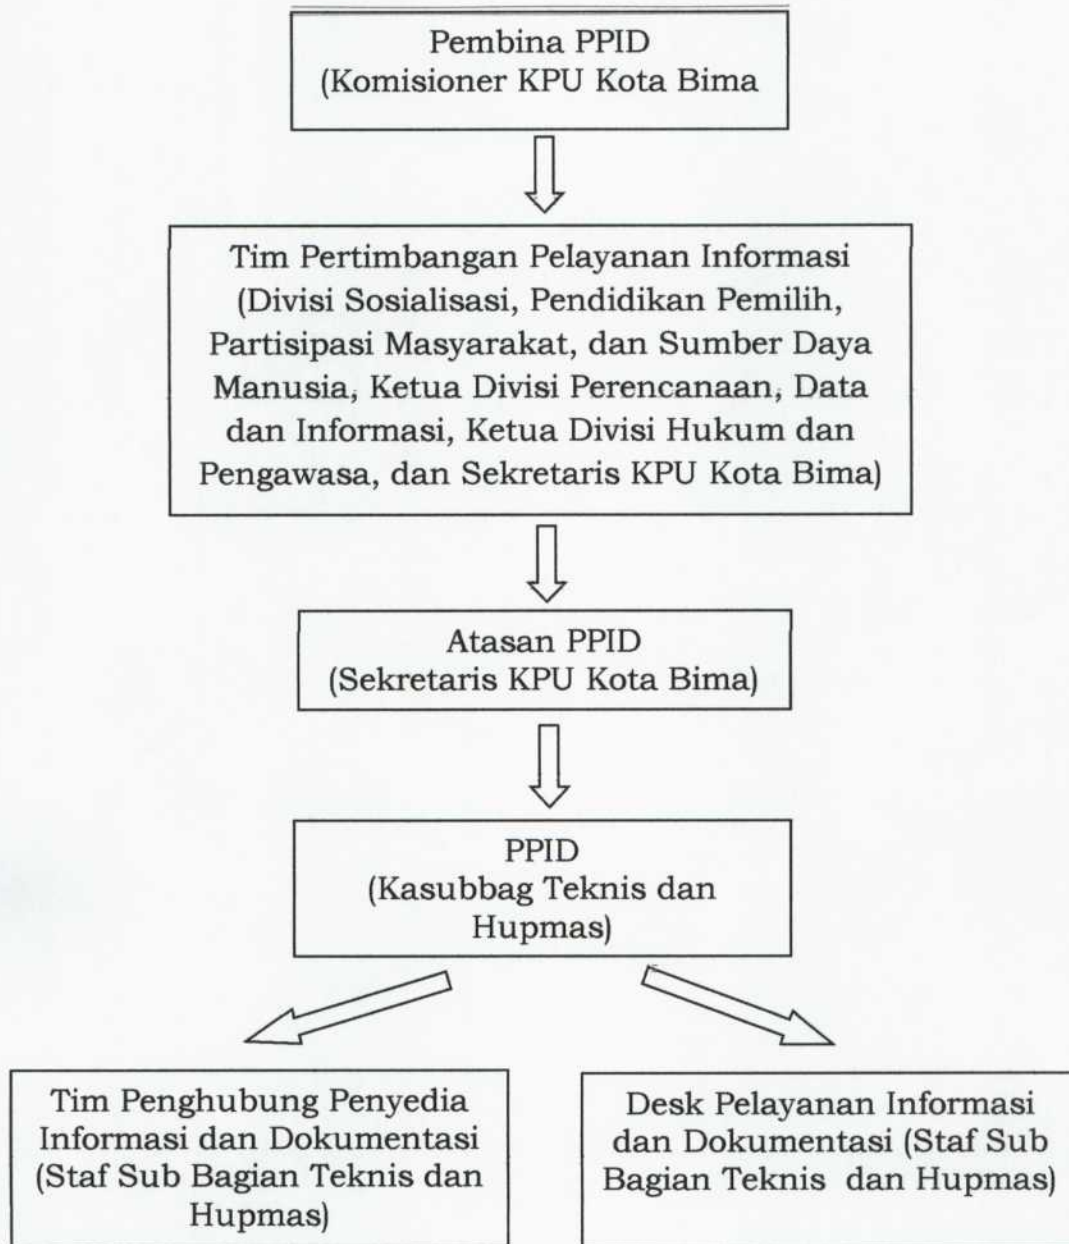 Pembina PPID
(Komisioner KPU Kota Bima
Tim Pertimbangan Pelayanan Informasi
(Divisi Sosialisasi, Pendidikan Pemilih,
Partisipasi Masyarakat, dan Sumber Daya
Manusia, Ketua Divisi Perencanaan, Data
dan Informasi, Ketua Divisi Hukum dan
Pengawasa, dan Sekretaris KPU Kota Bima)
Atasan PPID
(Sekretaris KPU Kota Bima)
PPID
(Kasubbag Teknis dan
Hupmas)
Tim Penghubung Penyedia
Informasi dan Dokumentasi
(Staf Sub Bagian Teknis dan
Hupmas)
Desk Pelayanan Informasi
dan Dokumentasi (Staf Sub
Bagian Teknis dan Hupmas)